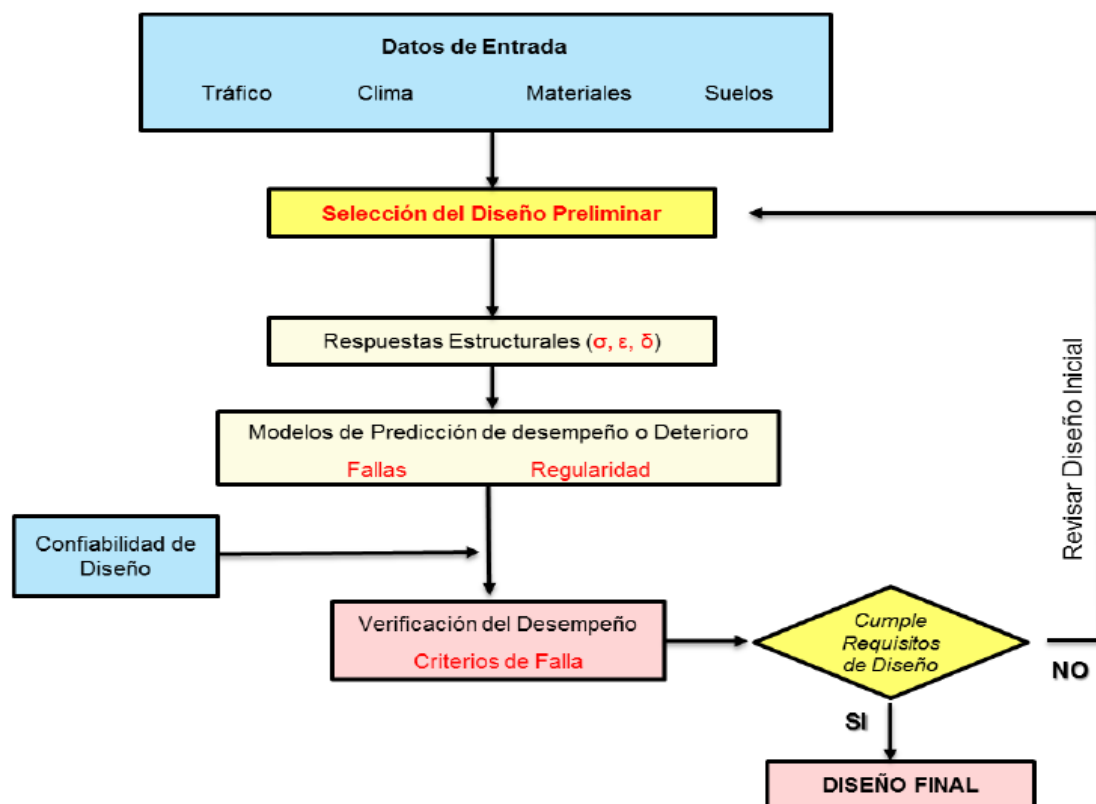 Datos de Entrada
Tráfico Clima Materiales Suelos
Selección del Diseño Preliminar
Respuestas Estructurales (σ, ε, δ)
Modelos de Predicción de desempeño o Deterioro
Fallas Regularidad
Confiabilidad de
Diseño
Verificación del Desempeño
Criterios de Falla
Cumple
Requisitos
de Diseño
Revisar Diseño Inicial
NO
SI
DISEÑO FINAL